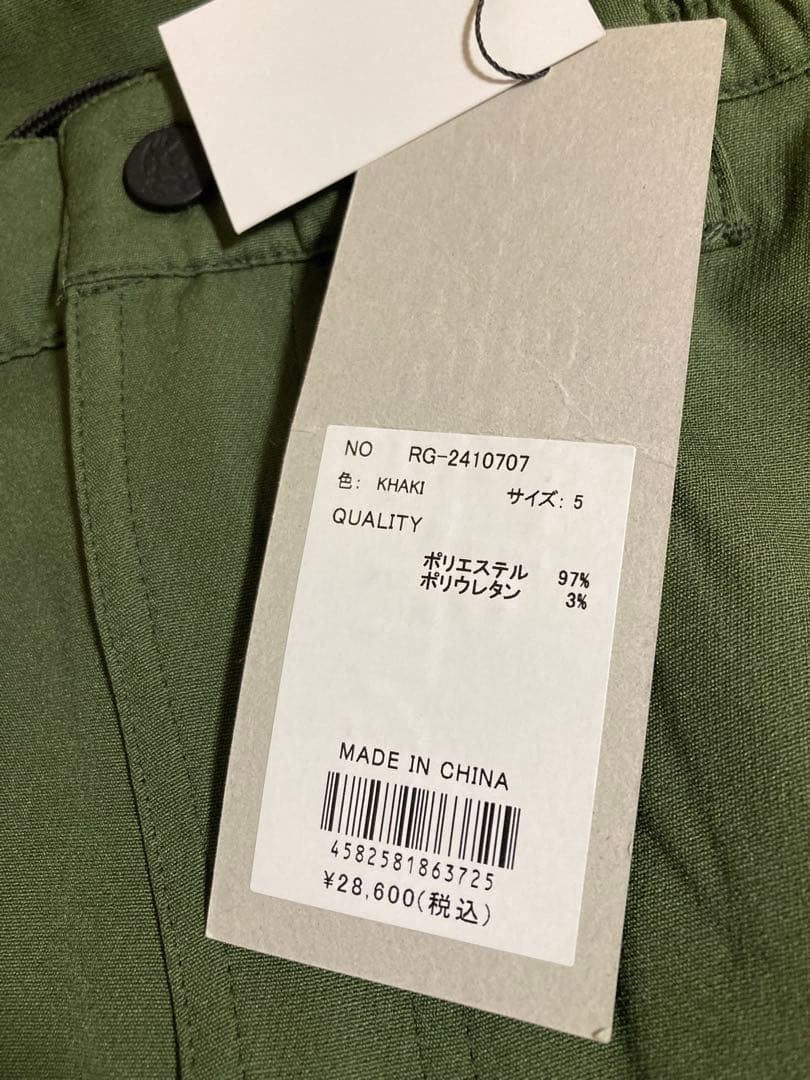 NO RG-2410707
色: KHAKI サイズ: 5
QUALITY
ポリエステル 97%
ポリウレタン 3%
MADE IN CHINA
4582581863725
¥28,600(税込)